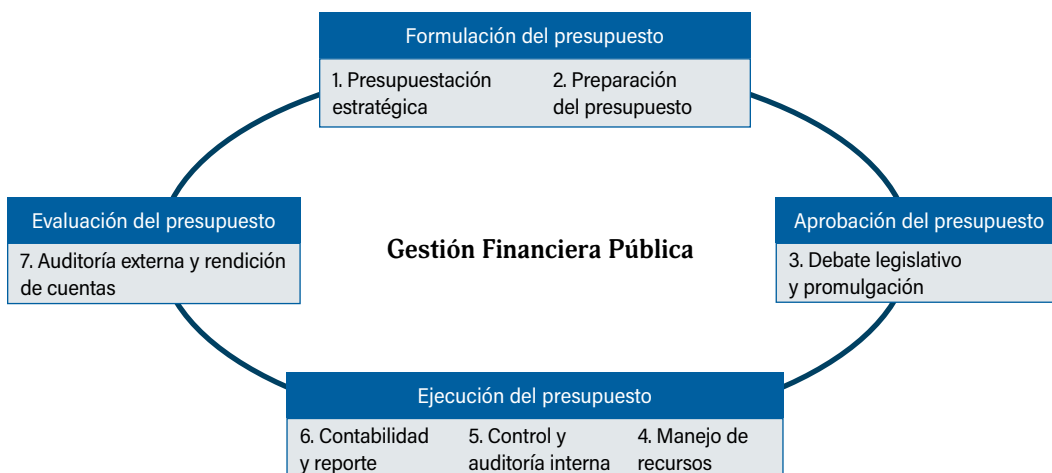 Formulación del presupuesto
1. Presupuestación
estratégica
2. Preparación
del presupuesto
Evaluación del presupuesto
7. Auditoría externa y rendición
de cuentas
Gestión Financiera Pública
Aprobación del presupuesto
3. Debate legislativo
y promulgación
Ejecución del presupuesto
6. Contabilidad
y reporte
5. Control y
auditoría interna
4. Manejo de
recursos